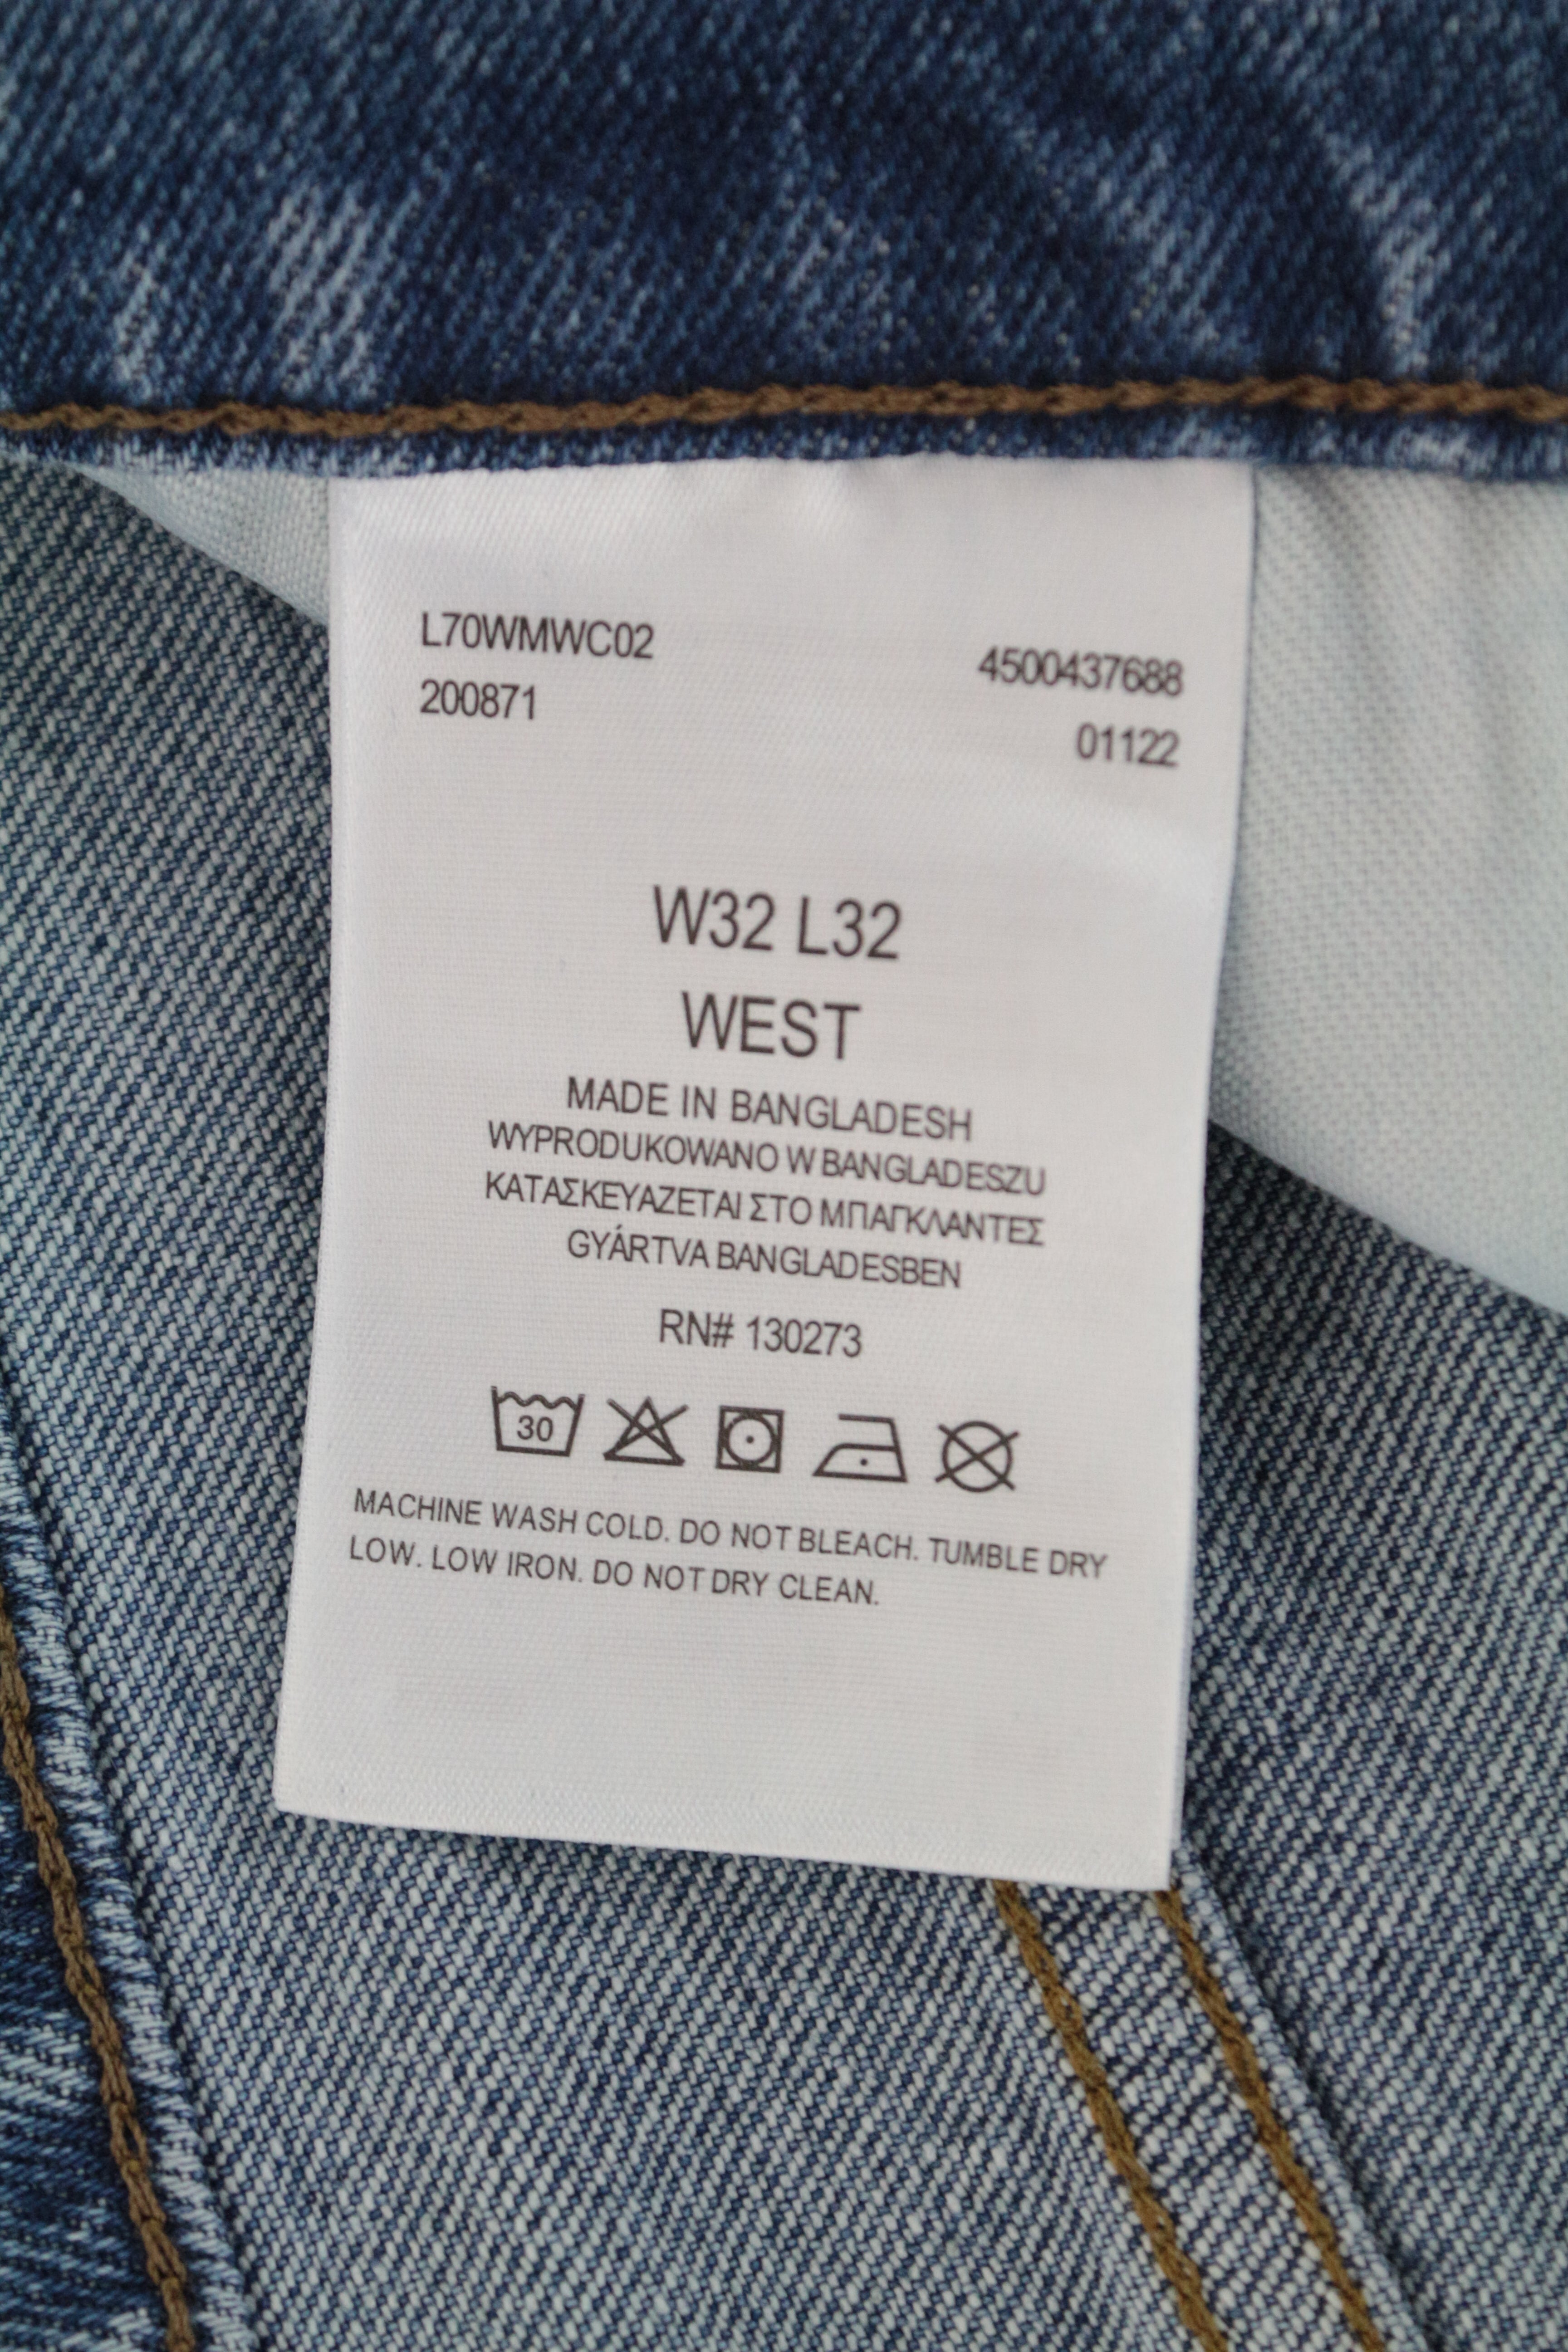 L70WMWC02
4500437688
200871
01122
W32 L32
WEST
MADE IN BANGLADESH
WYPRODUKOWANO W BANGLADESZU
ΚΑΤΑΣΚΕΥΑΖΕΤΑΙ ΣΤΟ ΜΠΑΓΚΛΑΝΤΕΣ
GYÁRTVA BANGLADESBEN
RN# 130273
30
MACHINE WASH COLD. DO NOT BLEACH. TUMBLE DRY
LOW. LOW IRON. DO NOT DRY CLEAN.